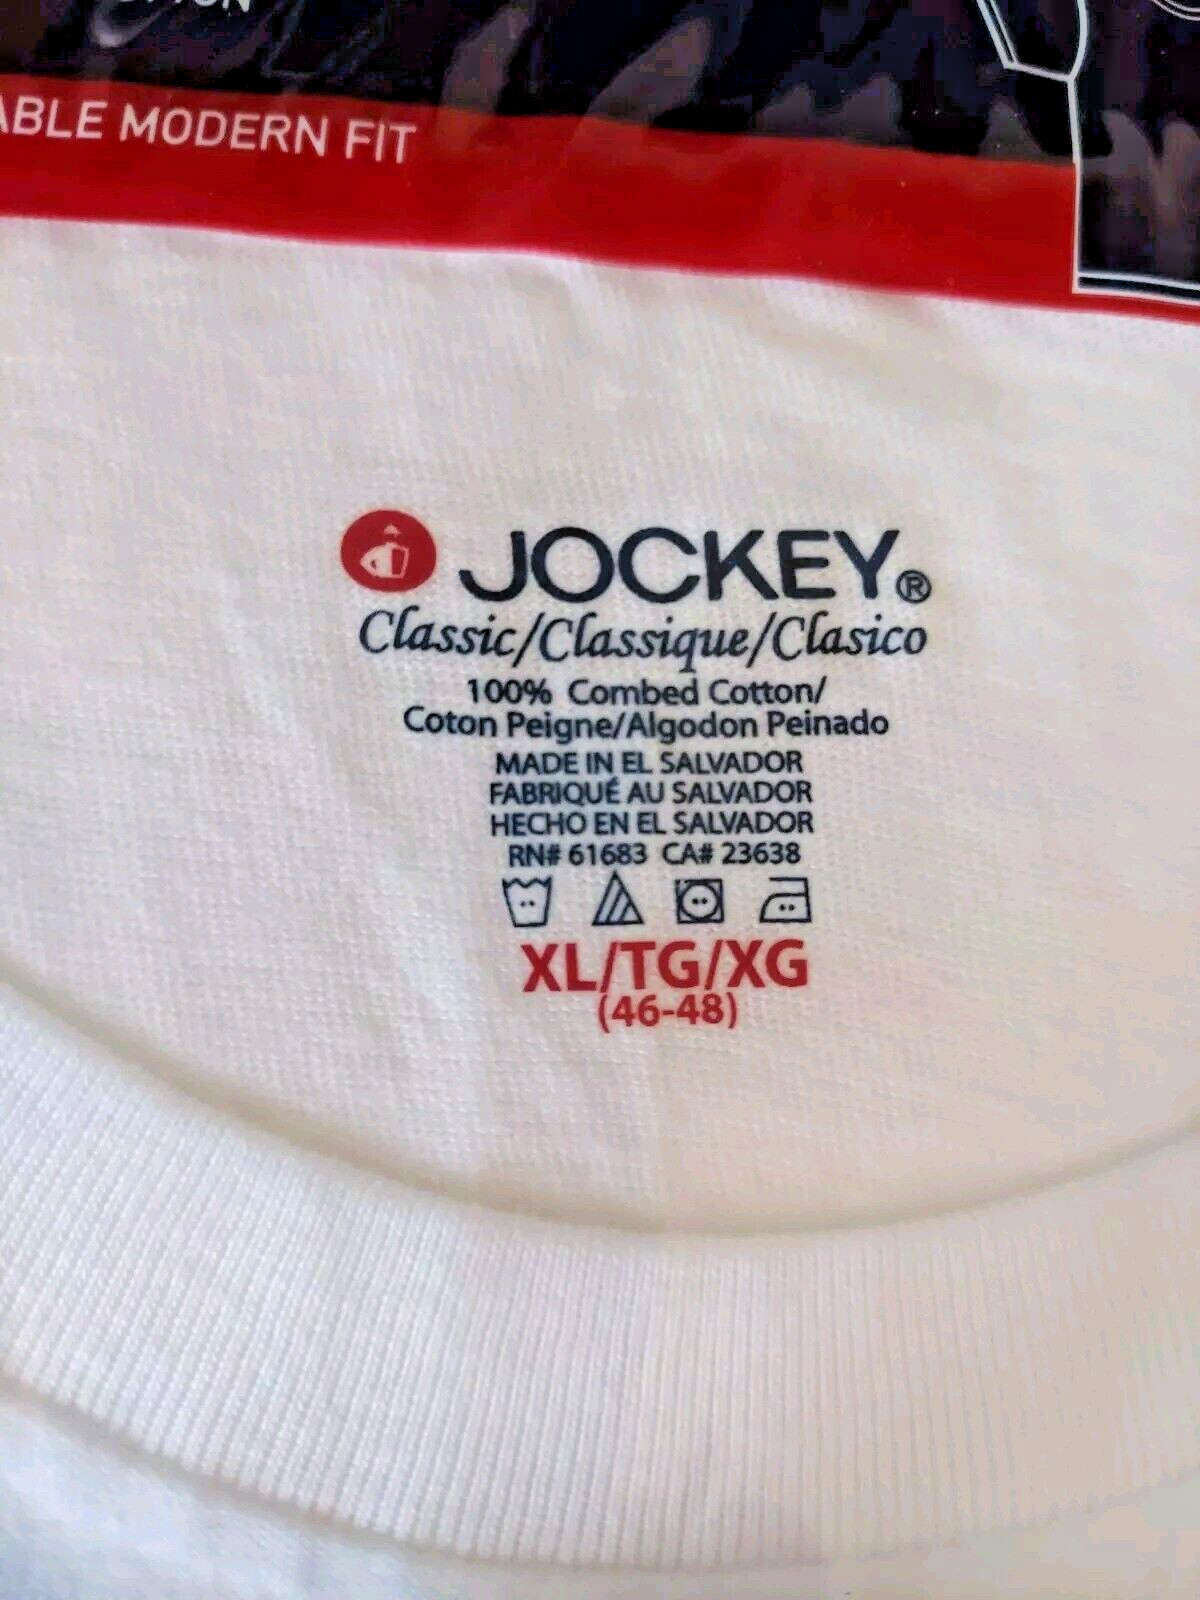 MODERN FIT
JOCKEY®
Classic/Classique/Clasico
100% Combed Cotton/
Coton Peigne/Algodon Peinado
MADE IN EL SALVADOR
FABRIQUÉ AU SALVADOR
HECHO EN EL SALVADOR
RN# 61683 CA# 23638
XL/TG/XG
(46-48)